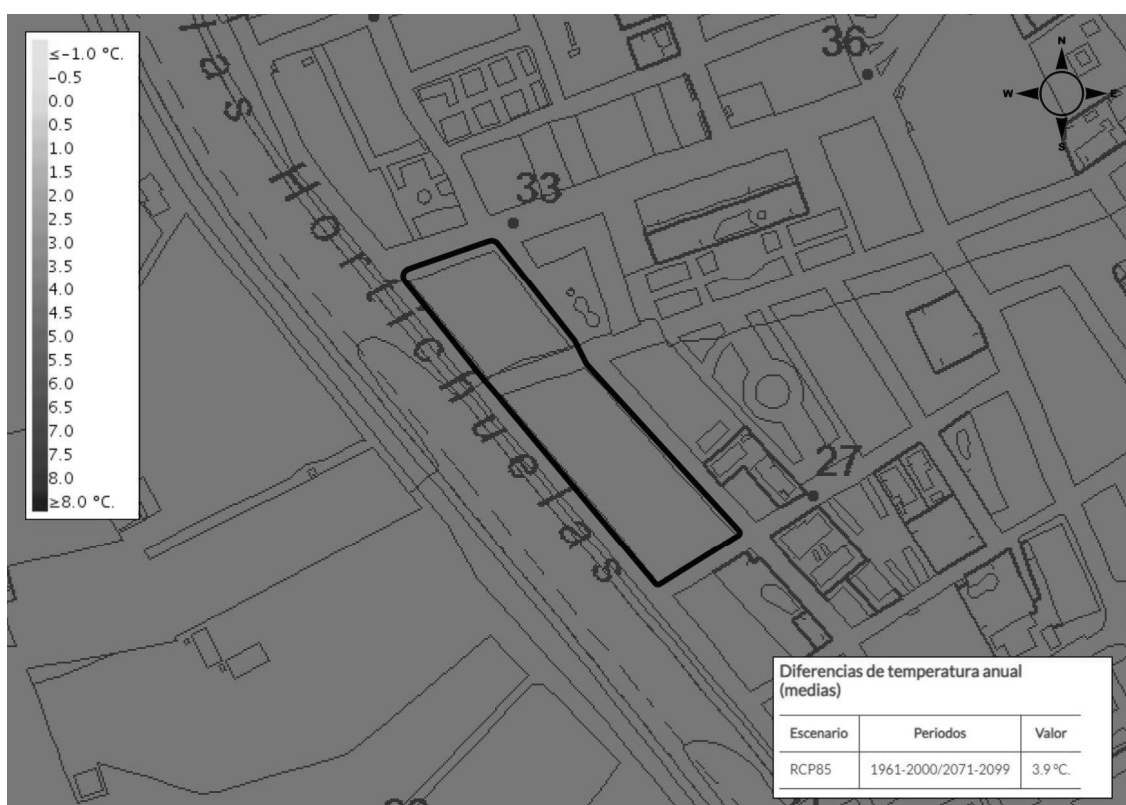 ≤-1.0 °C.
-0.5
0.0
0.5
1.0
1.5
2.0
2.5
3.0
3.5
4.0
4.5
5.0
5.5
6.0
6.5
7.0
7.5
8.0
≥8.0 °C.
36
N
W
E
S
33
as Hortichuelas
27
Diferencias de temperatura anual
(medias)
Escenario Periodos Valor
RCP85 1961-2000/2071-2099 3.9 ºC.